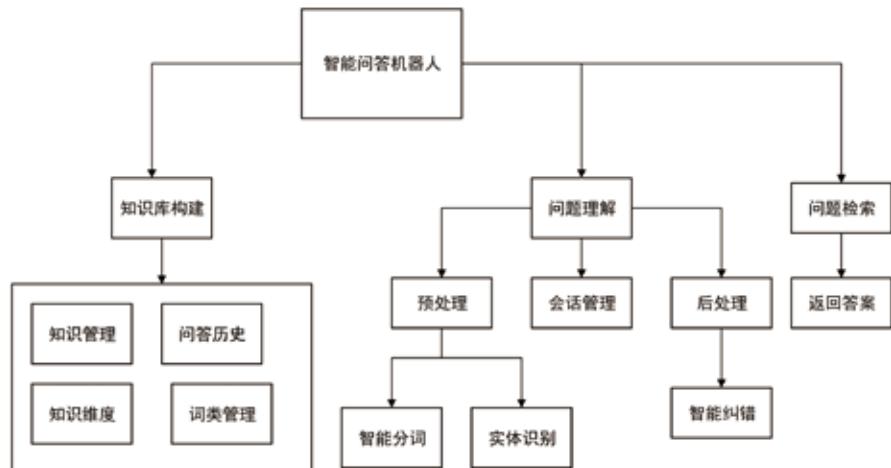 智能问答机器人
知识库构建
问题理解
问题检索
预处理
会话管理
后处理
返回答案
知识管理
问答历史
知识维度
词类管理
智能分词
实体识别
智能纠错